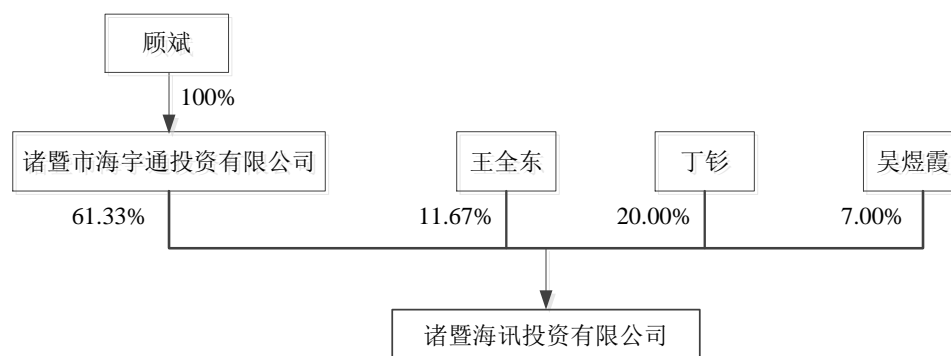 顾斌
100%
诸暨市海宇通投资有限公司
王全东
丁钐
吴煜霞
61.33%
11.67%
20.00%
7.00%
诸暨海讯投资有限公司